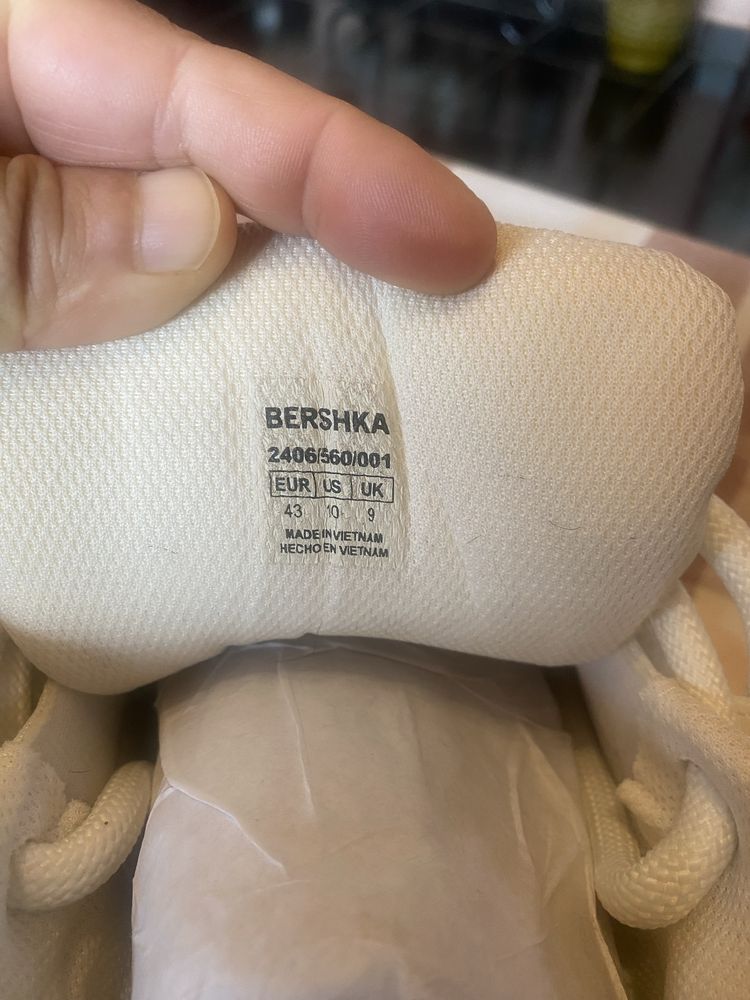 BERSHKA
2406/560/001
EUR US UK
43 10 9
MADE IN VIETNAM
HECHO EN VIETNAM